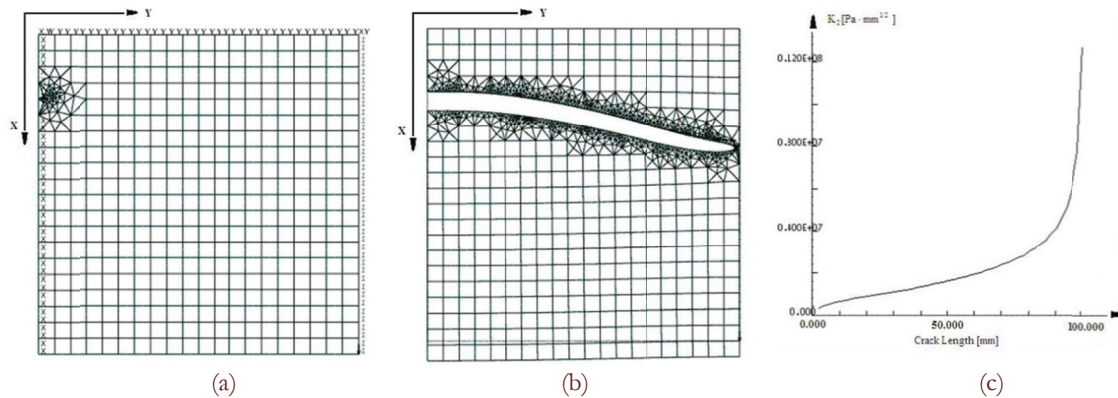 Y
X
(a)
Y
X
(b)
K_I [Pa · mm^1/2]
0.120E+08
0.800E+07
0.400E+07
0.000
0.000
50.000
100.000
Crack Length [mm]
(c)